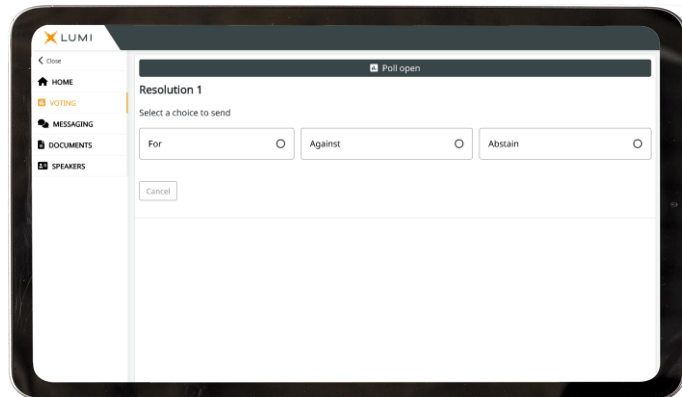 LUMI
Close
HOME
VOTING
MESSAGING
DOCUMENTS
SPEAKERS
Poll open
Resolution 1
Select a choice to send
For
Against
Abstain
Cancel